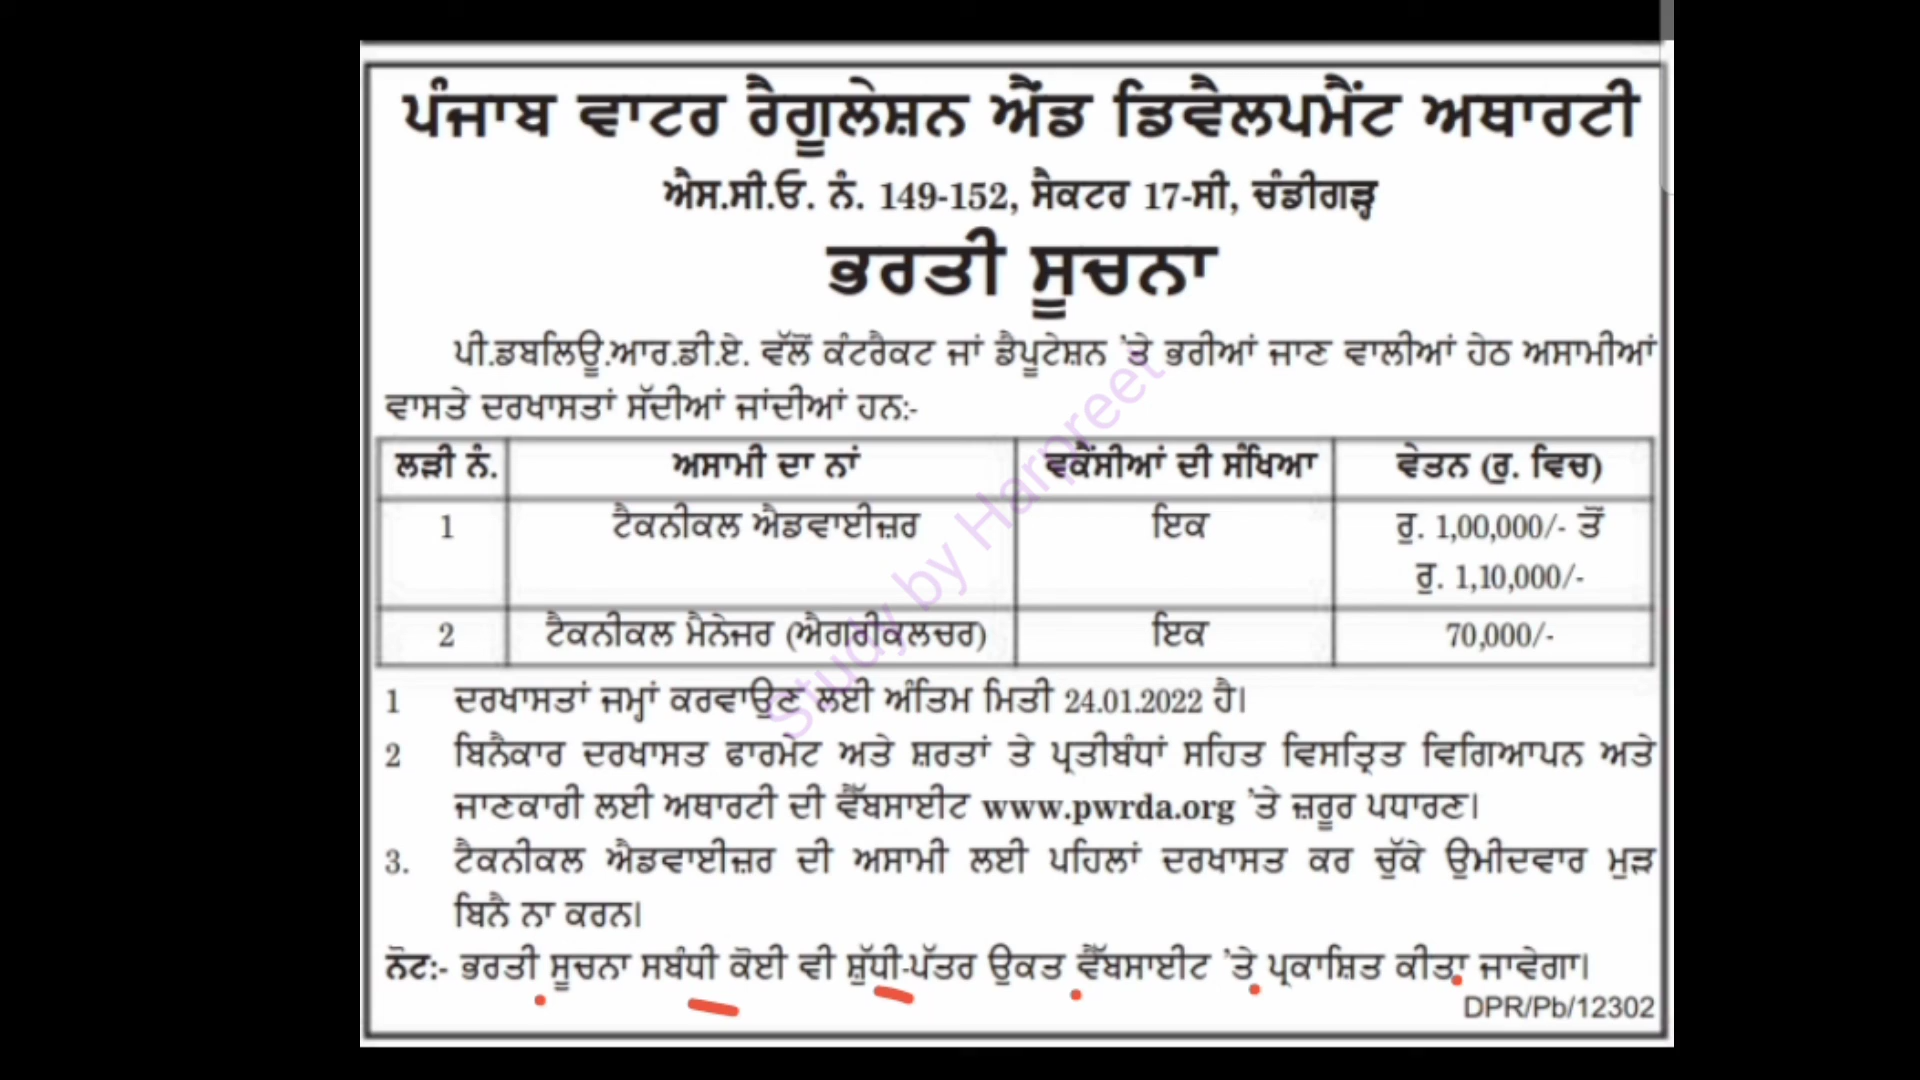 ਪੰਜਾਬ ਵਾਟਰ ਰੈਗੂਲੇਸ਼ਨ ਐਂਡ ਡਿਵੈਲਪਮੈਂਟ ਅਥਾਰਟੀ
ਐਸ.ਸੀ.ਓ. ਨੰ. 149-152, ਸੈਕਟਰ 17-ਸੀ, ਚੰਡੀਗੜ੍ਹ
ਭਰਤੀ ਸੂਚਨਾ
ਪੀ.ਡਬਲਿਊ.ਆਰ.ਡੀ.ਏ. ਵੱਲੋਂ ਕੰਟਰੈਕਟ ਜਾਂ ਡੈਪੂਟੇਸ਼ਨ 'ਤੇ ਭਰੀਆਂ ਜਾਣ ਵਾਲੀਆਂ ਹੇਠ ਅਸਾਮੀਆਂ
ਵਾਸਤੇ ਦਰਖਾਸਤਾਂ ਸੱਦੀਆਂ ਜਾਂਦੀਆਂ ਹਨ:-
ਲੜੀ ਨੰ. ਅਸਾਮੀ ਦਾ ਨਾਂ ਵਕੈਂਸੀਆਂ ਦੀ ਸੰਖਿਆ ਵੇਤਨ (ਰੁ. ਵਿਚ)
1 ਟੈਕਨੀਕਲ ਐਡਵਾਈਜ਼ਰ ਇਕ ਰੁ. 1,00,000/- ਤੋਂ
ਰੁ. 1,10,000/-
2 ਟੈਕਨੀਕਲ ਮੈਨੇਜਰ (ਐਗਰੀਕਲਚਰ) ਇਕ 70,000/-
1 ਦਰਖਾਸਤਾਂ ਜਮ੍ਹਾਂ ਕਰਵਾਉਣ ਲਈ ਅੰਤਿਮ ਮਿਤੀ 24.01.2022 ਹੈ।
2 ਬਿਨੈਕਾਰ ਦਰਖਾਸਤ ਫਾਰਮੇਟ ਅਤੇ ਸ਼ਰਤਾਂ ਤੇ ਪ੍ਰਤੀਬੰਧਾਂ ਸਹਿਤ ਵਿਸਤ੍ਰਿਤ ਵਿਗਿਆਪਨ ਅਤੇ
ਜਾਣਕਾਰੀ ਲਈ ਅਥਾਰਟੀ ਦੀ ਵੈੱਬਸਾਈਟ www.pwrda.org 'ਤੇ ਜ਼ਰੂਰ ਪਧਾਰਣ।
3. ਟੈਕਨੀਕਲ ਐਡਵਾਈਜ਼ਰ ਦੀ ਅਸਾਮੀ ਲਈ ਪਹਿਲਾਂ ਦਰਖਾਸਤ ਕਰ ਚੁੱਕੇ ਉਮੀਦਵਾਰ ਮੁੜ
ਬਿਨੈ ਨਾ ਕਰਨ।
ਨੋਟ:- ਭਰਤੀ ਸੂਚਨਾ ਸਬੰਧੀ ਕੋਈ ਵੀ ਸ਼ੁੱਧੀ-ਪੱਤਰ ਉਕਤ ਵੈੱਬਸਾਈਟ 'ਤੇ ਪ੍ਰਕਾਸ਼ਿਤ ਕੀਤਾ ਜਾਵੇਗਾ।
DPR/Pb/12302
Study by Harpreet